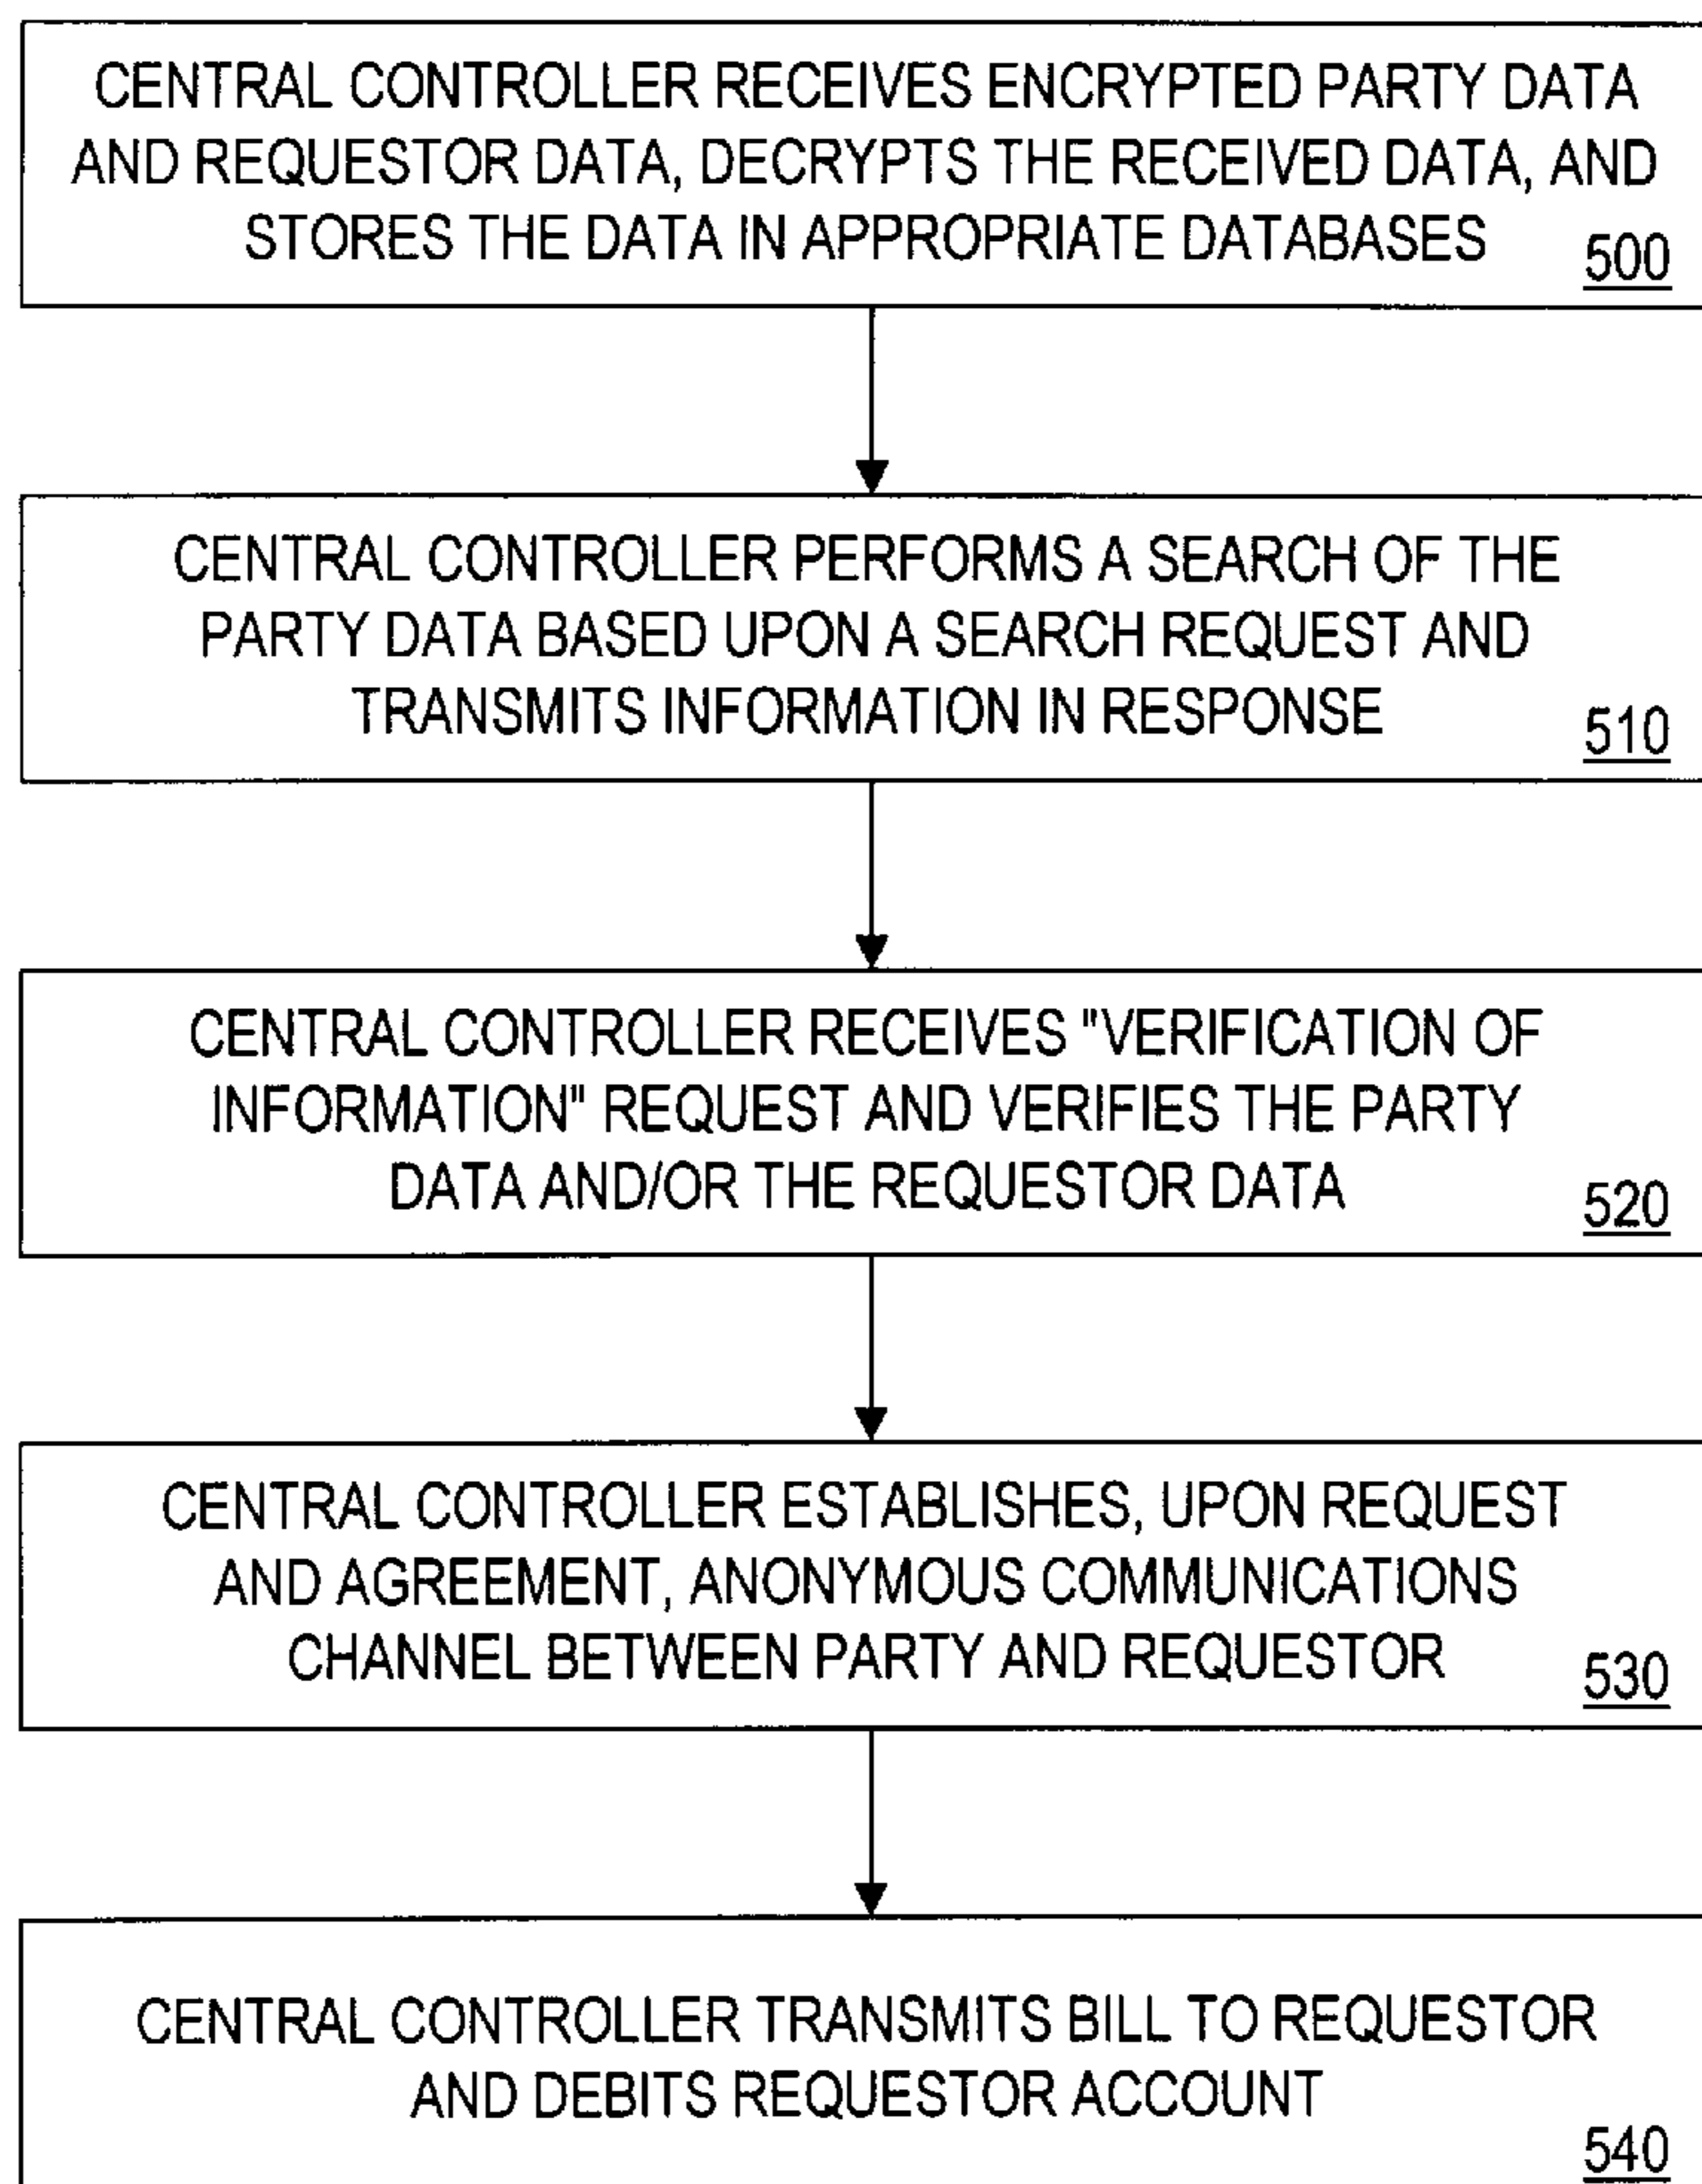 CENTRAL CONTROLLER RECEIVES ENCRYPTED PARTY DATA
AND REQUESTOR DATA, DECRYPTS THE RECEIVED DATA, AND
STORES THE DATA IN APPROPRIATE DATABASES
500
CENTRAL CONTROLLER PERFORMS A SEARCH OF THE
PARTY DATA BASED UPON A SEARCH REQUEST AND
TRANSMITS INFORMATION IN RESPONSE
510
CENTRAL CONTROLLER RECEIVES "VERIFICATION OF
INFORMATION" REQUEST AND VERIFIES THE PARTY
DATA AND/OR THE REQUESTOR DATA
520
CENTRAL CONTROLLER ESTABLISHES, UPON REQUEST
AND AGREEMENT, ANONYMOUS COMMUNICATIONS
CHANNEL BETWEEN PARTY AND REQUESTOR
530
CENTRAL CONTROLLER TRANSMITS BILL TO REQUESTOR
AND DEBITS REQUESTOR ACCOUNT
540